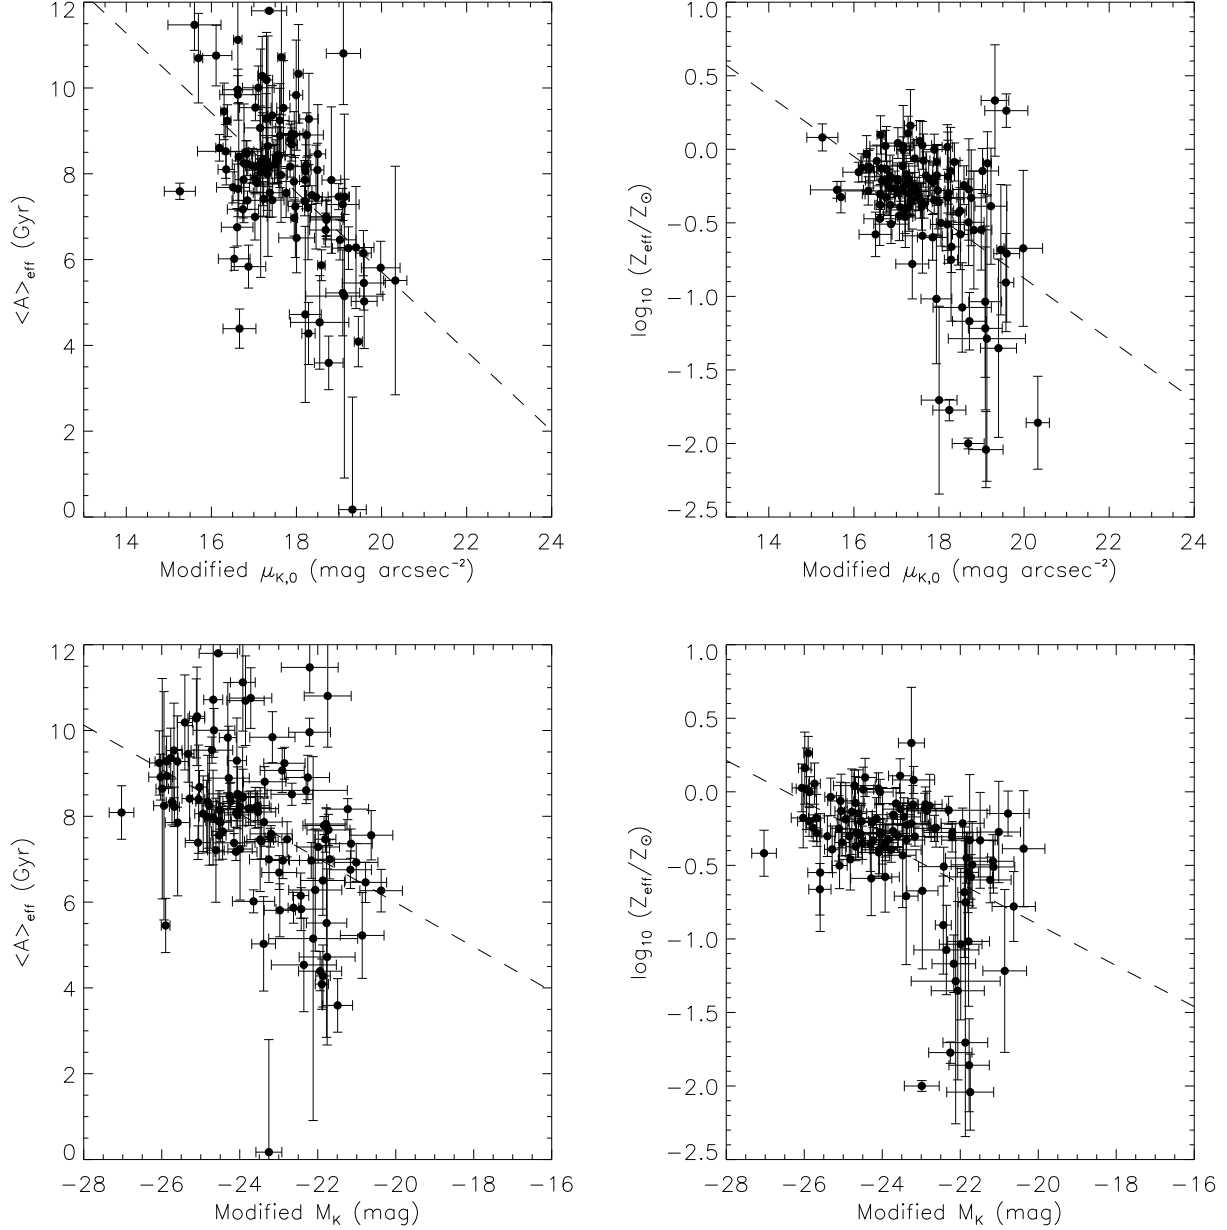 12
10
8
6
4
2
0
<A>eff (Gyr)
14 16 18 20 22 24
Modified μK,0 (mag arcsec−2)
1.0
0.5
0.0
−0.5
−1.0
−1.5
−2.0
−2.5
log10 (Zeff/Z⊙)
14 16 18 20 22 24
Modified μK,0 (mag arcsec−2)
12
10
8
6
4
2
0
<A>eff (Gyr)
−28 −26 −24 −22 −20 −18 −16
Modified MK (mag)
1.0
0.5
0.0
−0.5
−1.0
−1.5
−2.0
−2.5
log10 (Zeff/Z⊙)
−28 −26 −24 −22 −20 −18 −16
Modified MK (mag)